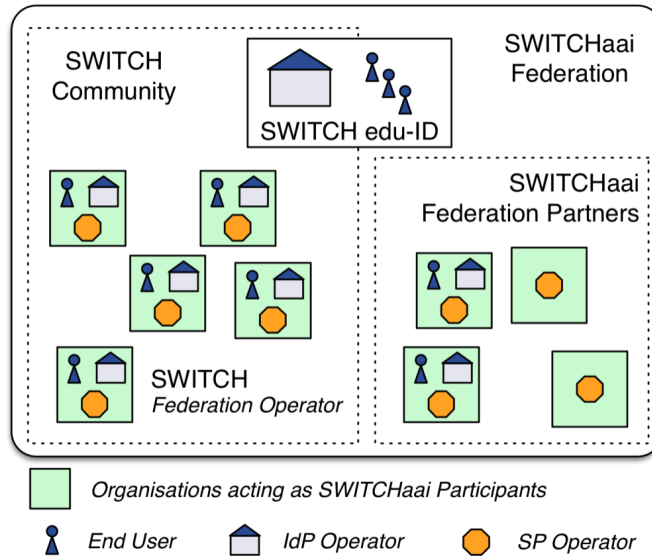 SWITCH
Community
SWITCH edu-ID
SWITCHaai
Federation
SWITCHaai
Federation Partners
SWITCH
Federation Operator
Organisations acting as SWITCHaai Participants
End User
IdP Operator
SP Operator